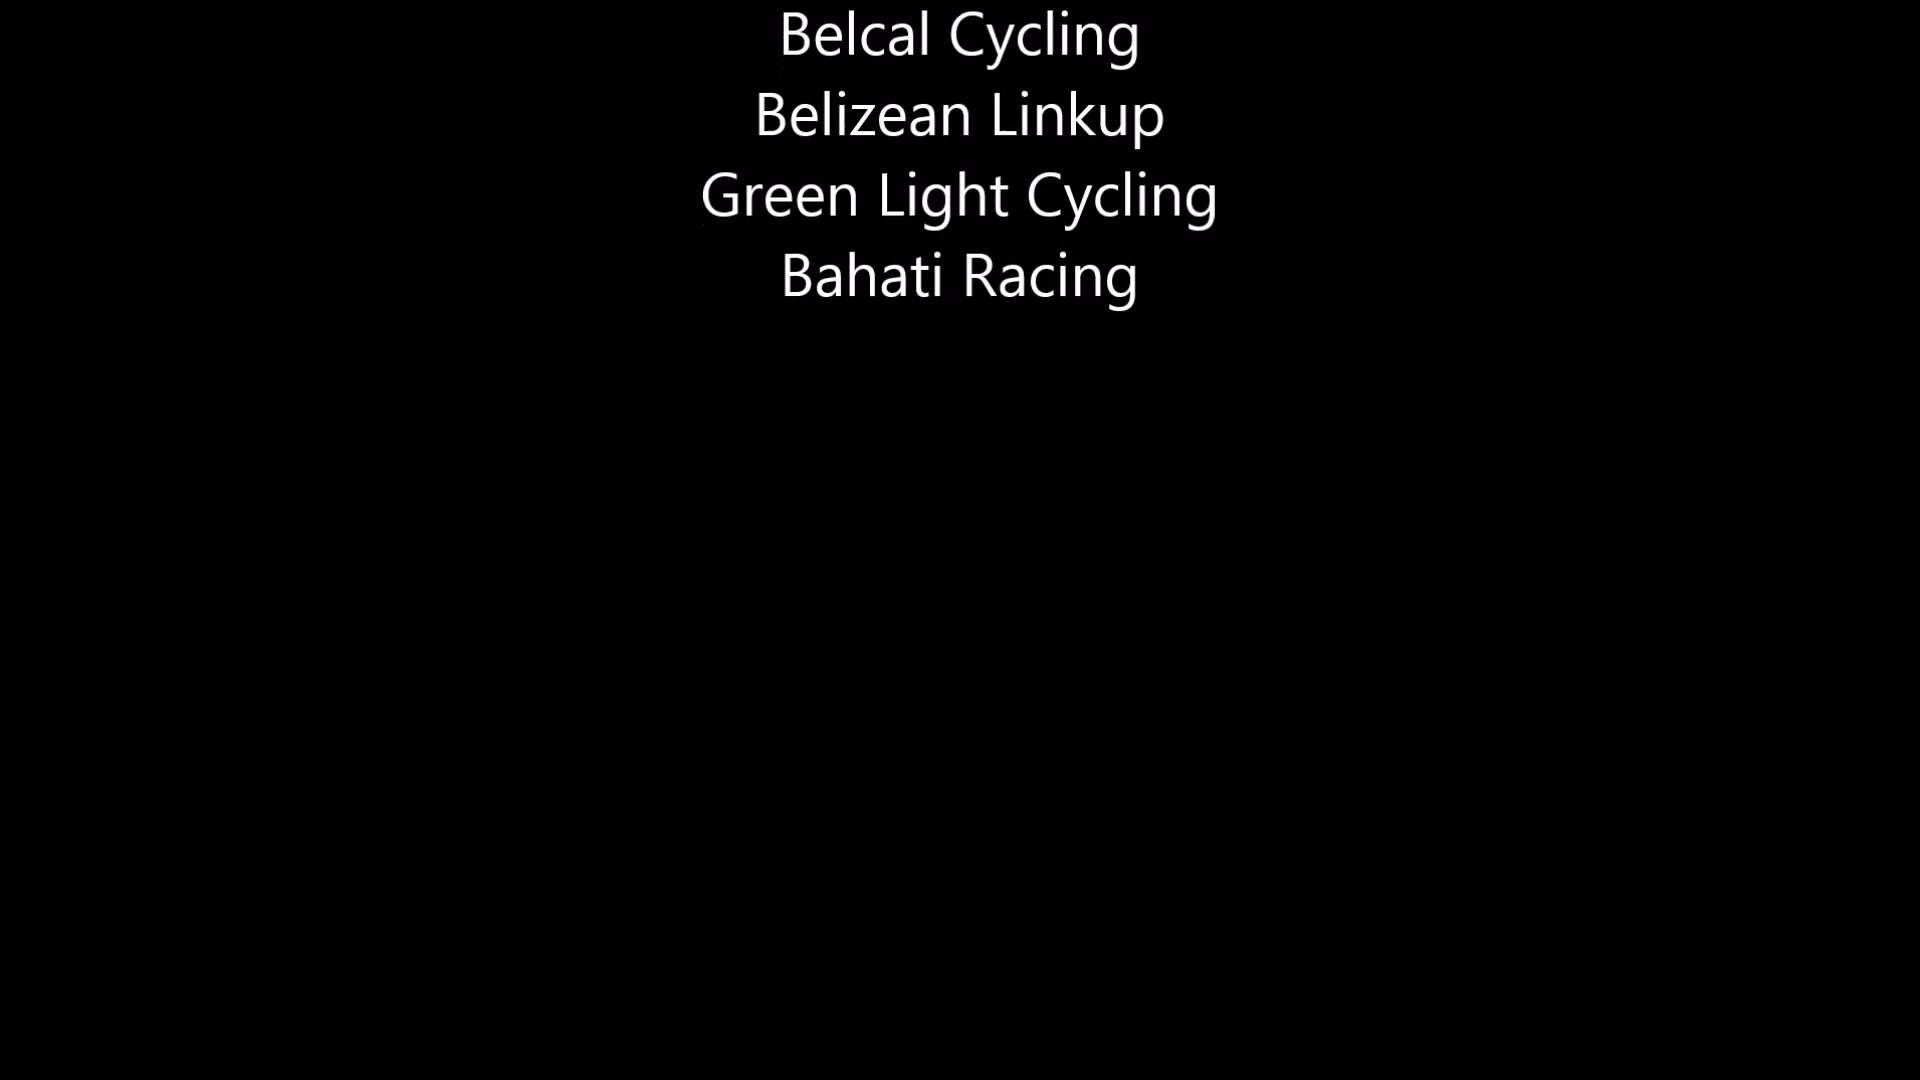 Belcal Cycling
Belizean Linkup
Green Light Cycling
Bahati Racing